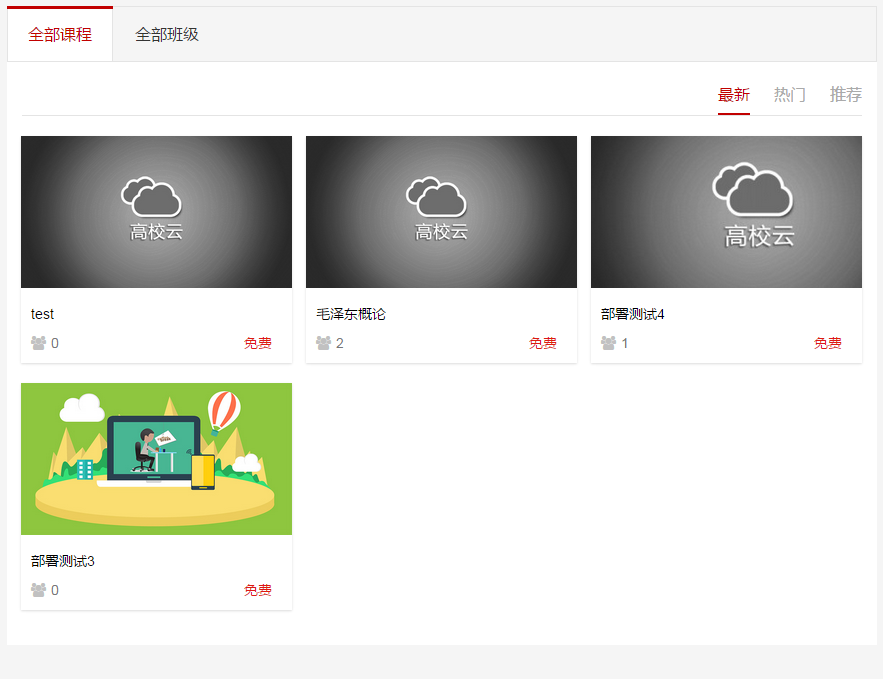 全部课程 全部班级
最新 热门 推荐
高校云 高校云 高校云
test 毛泽东概论 部署测试4
0 免费 2 免费 1 免费
部署测试3
0 免费